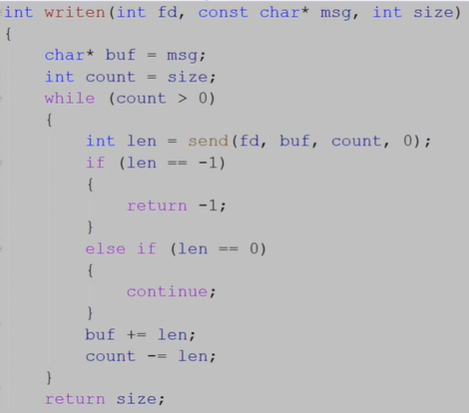 int writen(int fd, const char* msg, int size)
{
    char* buf = msg;
    int count = size;
    while (count > 0)
    {
        int len = send(fd, buf, count, 0);
        if (len == -1)
        {
            return -1;
        }
        else if (len == 0)
        {
            continue;
        }
        buf += len;
        count -= len;
    }
    return size;